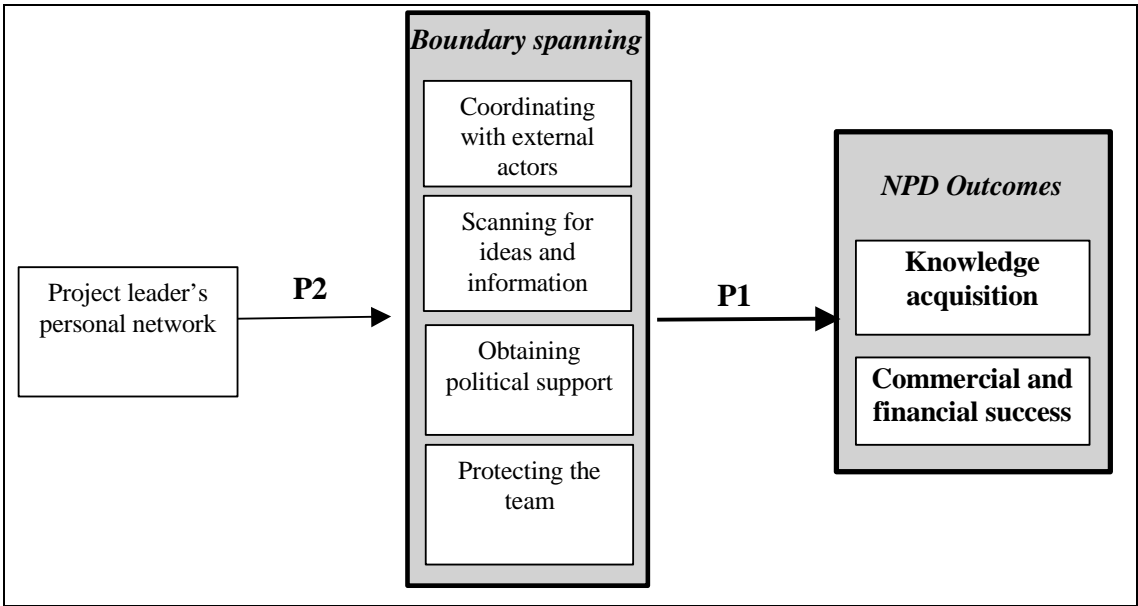 Project leader's
personal network
P2
Boundary spanning
Coordinating
with external
actors
Scanning for
ideas and
information
Obtaining
political support
Protecting the
team
P1
NPD Outcomes
Knowledge
acquisition
Commercial and
financial success